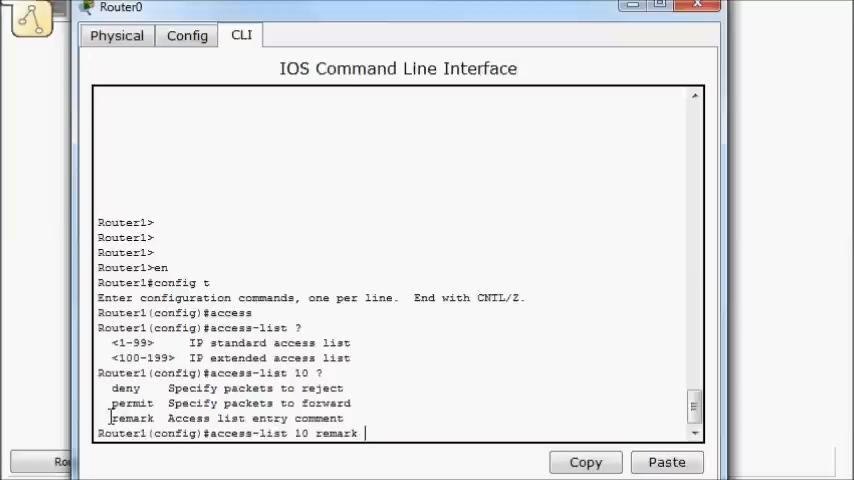 Router0
Physical
Config
CLI
IOS Command Line Interface
Router1>
Router1>
Router1>
Router1>en
Router1#config t
Enter configuration commands, one per line.  End with CNTL/Z.
Router1(config)#access
Router1(config)#access-list ?
<1-99>     IP standard access list
<100-199>  IP extended access list
Router1(config)#access-list 10 ?
deny    Specify packets to reject
permit  Specify packets to forward
remark  Access list entry comment
Router1(config)#access-list 10 remark
Copy
Paste